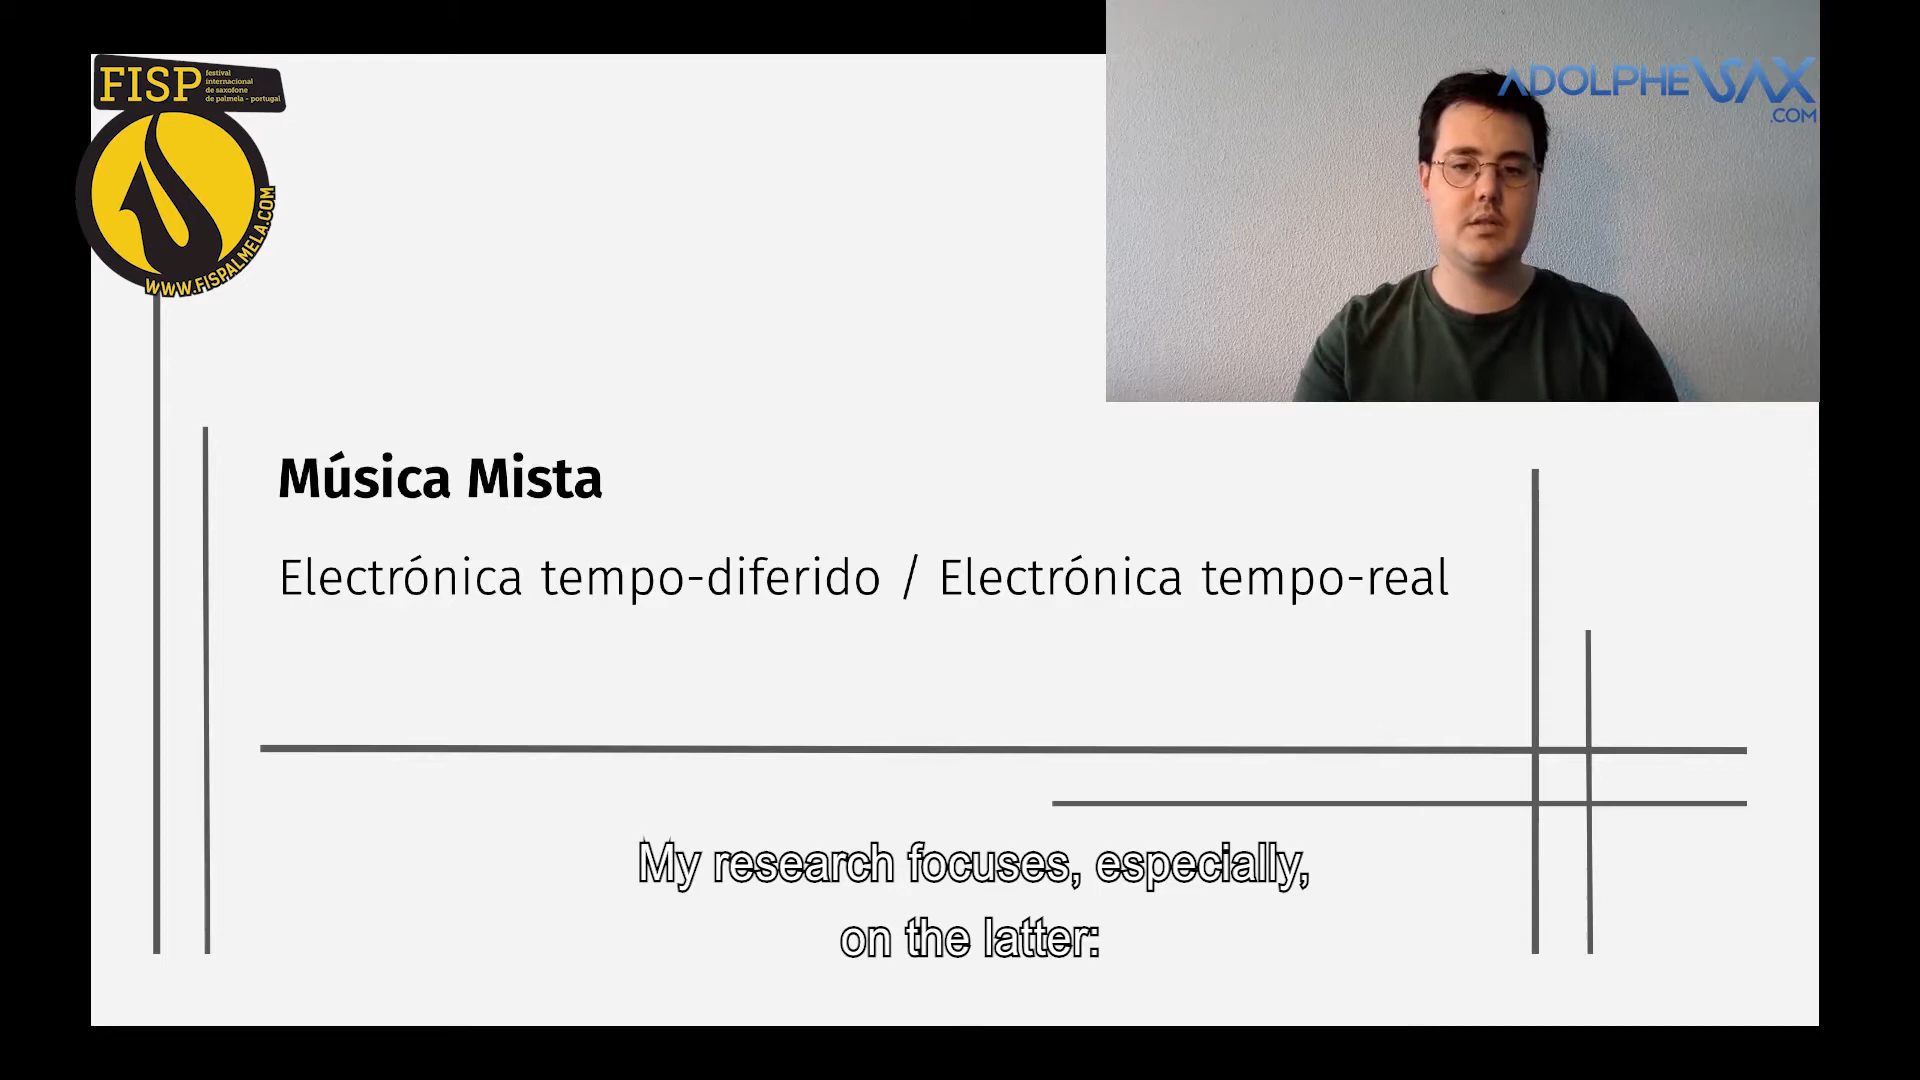 FISP
festival
internacional
de saxofone
de palmela - portugal
WWW.FISPALMELA.COM
ADOLPHESAX
.COM
Música Mista
Electrónica tempo-diferido / Electrónica tempo-real
My research focuses, especially,
on the latter: